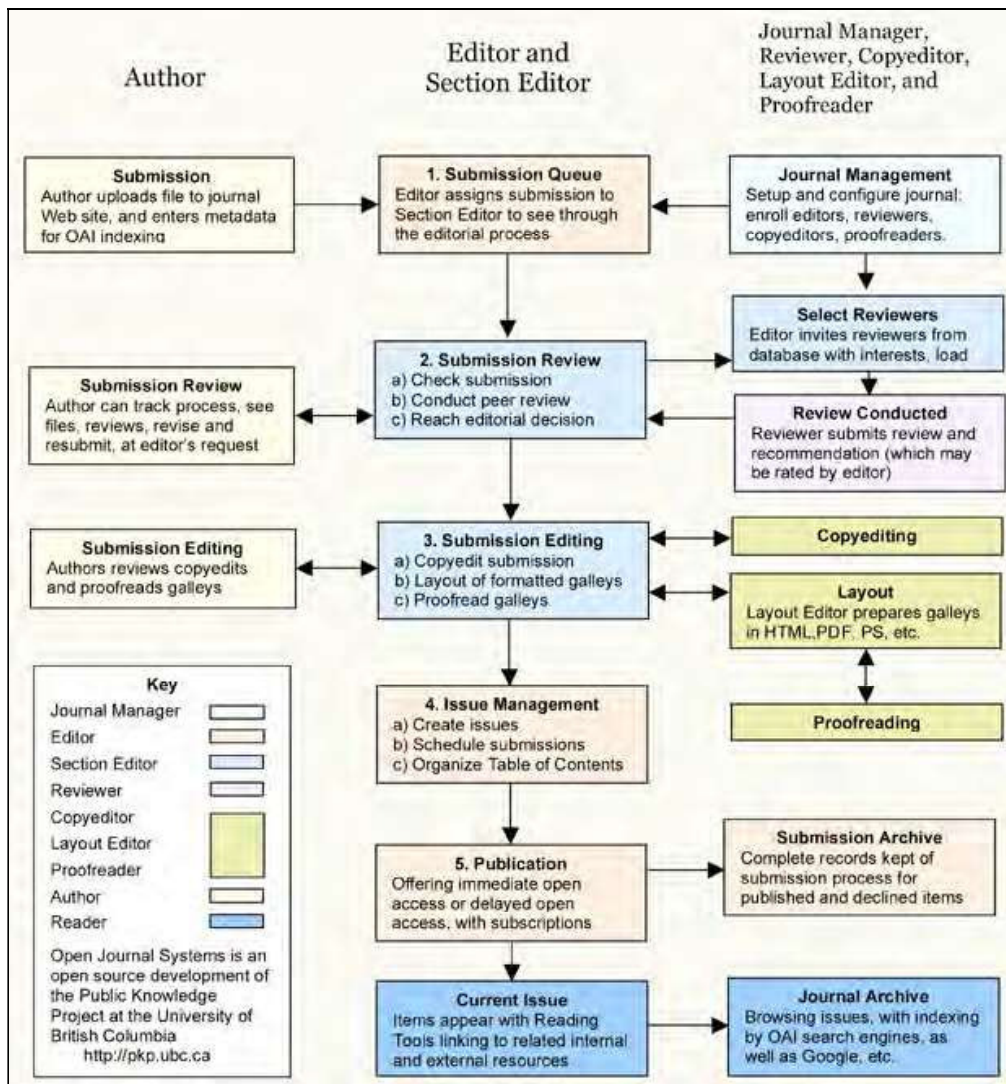 Author
Editor and
Section Editor
Journal Manager,
Reviewer, Copyeditor,
Layout Editor, and
Proofreader
Submission
Author uploads file to journal
Web site, and enters metadata
for OAI indexing
1. Submission Queue
Editor assigns submission to
Section Editor to see through
the editorial process
Journal Management
Setup and configure journal:
enroll editors, reviewers,
copyeditors, proofreaders.
Select Reviewers
Editor invites reviewers from
database with interests, load
Submission Review
Author can track process, see
files, reviews, revise and
resubmit, at editor's request
2. Submission Review
a) Check submission
b) Conduct peer review
c) Reach editorial decision
Review Conducted
Reviewer submits review and
recommendation (which may
be rated by editor)
Submission Editing
Authors reviews copyedits
and proofreads galleys
3. Submission Editing
a) Copyedit submission
b) Layout of formatted galleys
c) Proofread galleys
Copyediting
Layout
Layout Editor prepares galleys
in HTML,PDF, PS, etc.
Proofreading
4. Issue Management
a) Create issues
b) Schedule submissions
c) Organize Table of Contents
5. Publication
Offering immediate open
access or delayed open
access, with subscriptions
Submission Archive
Complete records kept of
submission process for
published and declined items
Current Issue
Items appear with Reading
Tools linking to related internal
and external resources
Journal Archive
Browsing issues, with indexing
by OAI search engines, as
well as Google, etc.
Key
Journal Manager
Editor
Section Editor
Reviewer
Copyeditor
Layout Editor
Proofreader
Author
Reader
Open Journal Systems is an
open source development of
the Public Knowledge
Project at the University of
British Columbia
http://pkp.ubc.ca